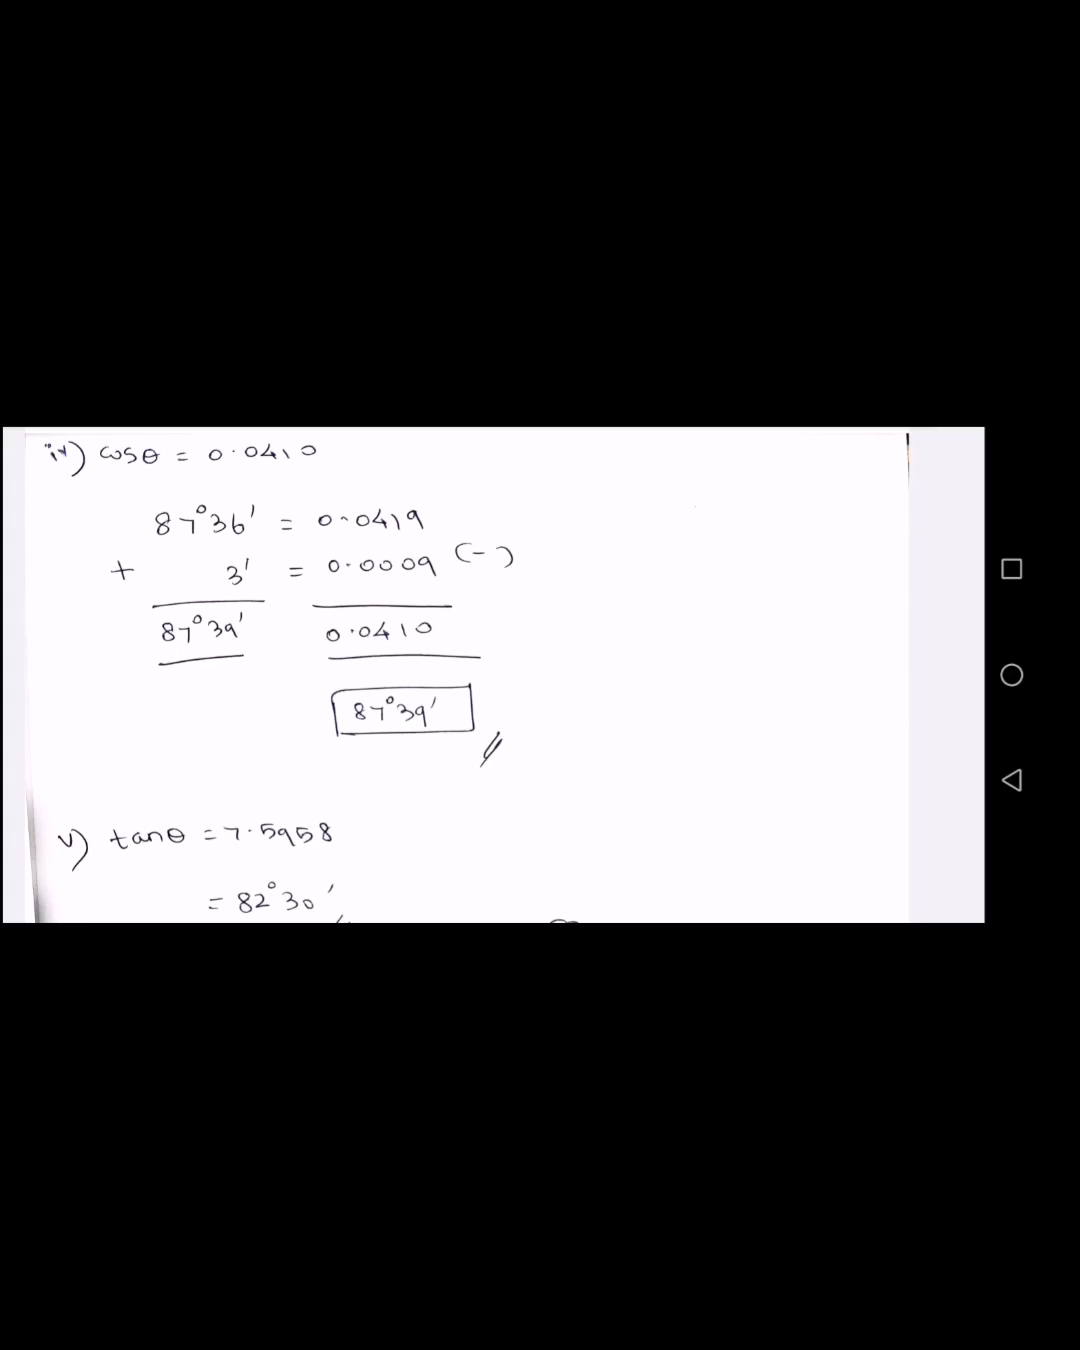 iv) cosθ = 0.0410
87°36' = 0.0419
+ 3' = 0.0009 (-)
87°39' 0.0410
87°39'
v) tanθ = 7.5958
= 82°30'